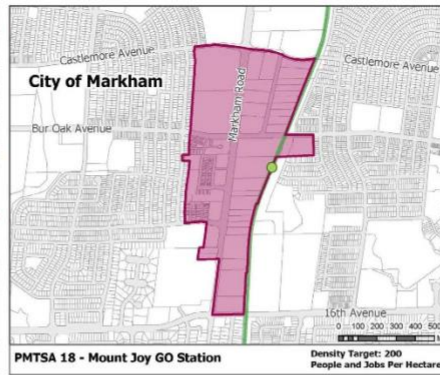 Castlemore Avenue
Castlemore Avenue
City of Markham
Markham Road
Bur Oak Avenue
16th Avenue
0 100 200 300 400 500
PMTSA 18 - Mount Joy GO Station
Density Target: 200
People and Jobs Per Hectare